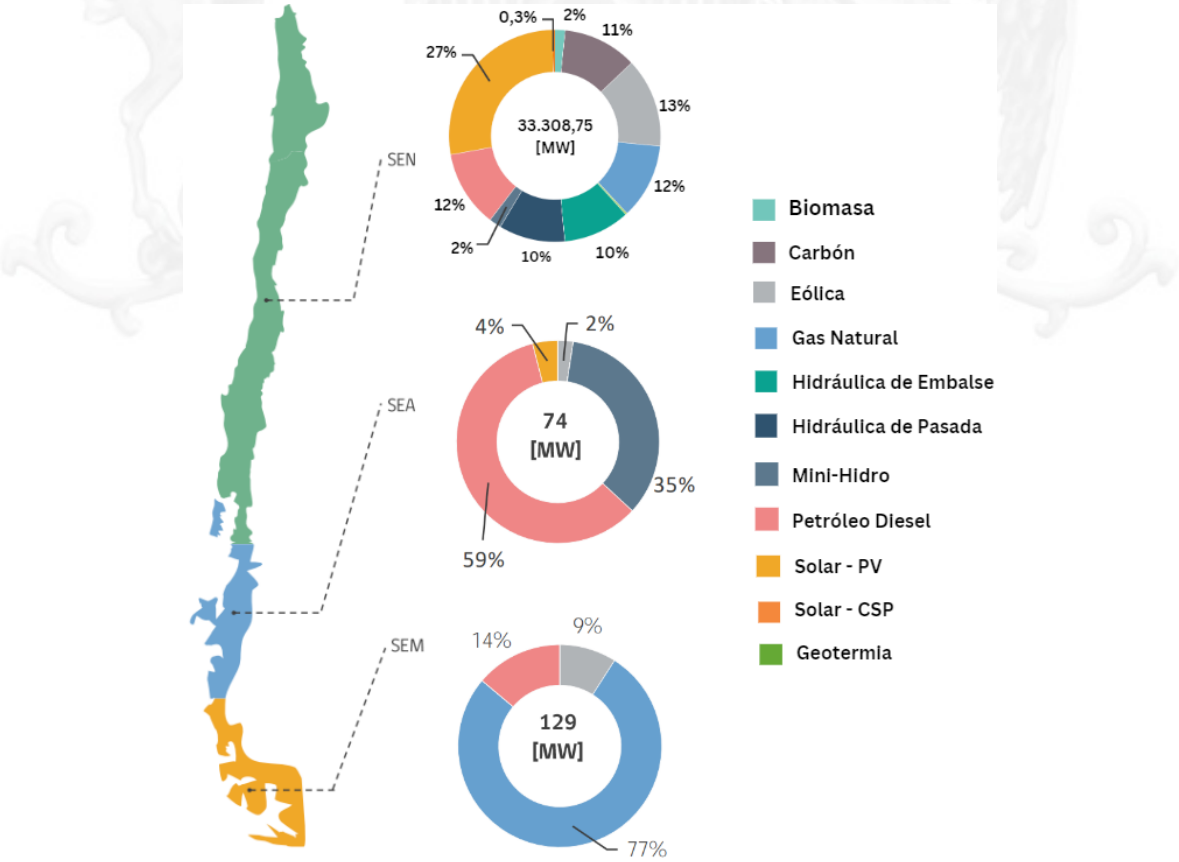 0,3%
2%
11%
27%
13%
33.308,75
[MW]
SEN
12%
12%
2%
10%
10%
4%
2%
SEA
74
[MW]
35%
59%
SEM
14%
9%
129
[MW]
77%
Biomasa
Carbón
Eólica
Gas Natural
Hidráulica de Embalse
Hidráulica de Pasada
Mini-Hidro
Petróleo Diesel
Solar - PV
Solar - CSP
Geotermia